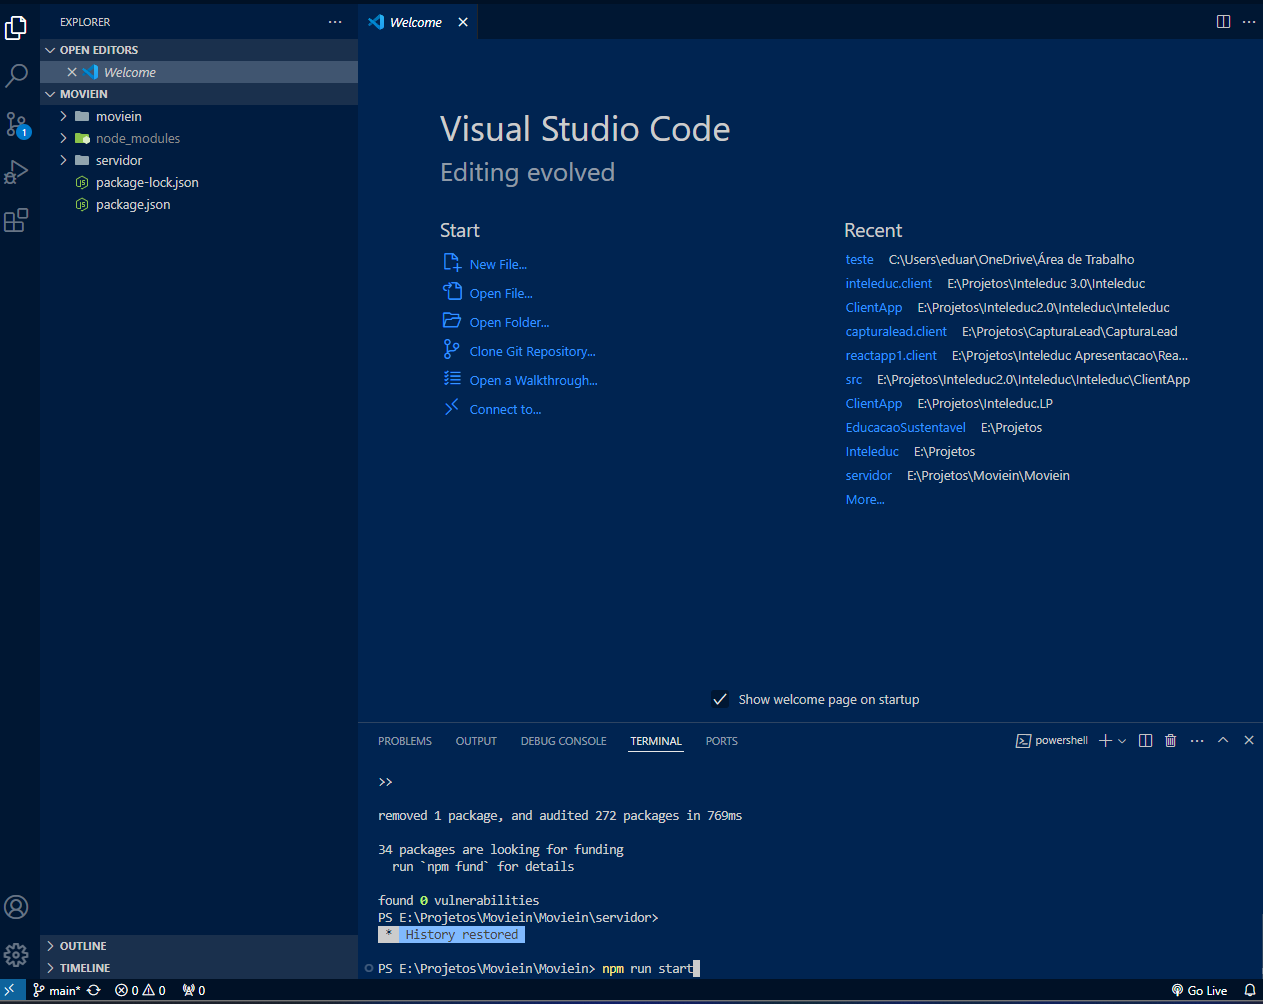 EXPLORER
OPEN EDITORS
Welcome
MOVIEIN
moviein
node_modules
servidor
package-lock.json
package.json
OUTLINE
TIMELINE
Welcome
Visual Studio Code
Editing evolved
Start
New File...
Open File...
Open Folder...
Clone Git Repository...
Open a Walkthrough...
Connect to...
Recent
teste C:\Users\eduar\OneDrive\Área de Trabalho
inteleduc.client E:\Projetos\Inteleduc 3.0\Inteleduc
ClientApp E:\Projetos\Inteleduc2.0\Inteleduc\Inteleduc
capturalead.client E:\Projetos\CapturaLead\CapturaLead
reactapp1.client E:\Projetos\Inteleduc Apresentacao\Rea...
src E:\Projetos\Inteleduc2.0\Inteleduc\Inteleduc\ClientApp
ClientApp E:\Projetos\Inteleduc.LP
EducacaoSustentavel E:\Projetos
Inteleduc E:\Projetos
servidor E:\Projetos\Moviein\Moviein
More...
Show welcome page on startup
PROBLEMS OUTPUT DEBUG CONSOLE TERMINAL PORTS
powershell
>>
removed 1 package, and audited 272 packages in 769ms
34 packages are looking for funding
run `npm fund` for details
found 0 vulnerabilities
PS E:\Projetos\Moviein\Moviein\servidor>
* History restored
PS E:\Projetos\Moviein\Moviein> npm run start
1
main* 0 0 0 Go Live